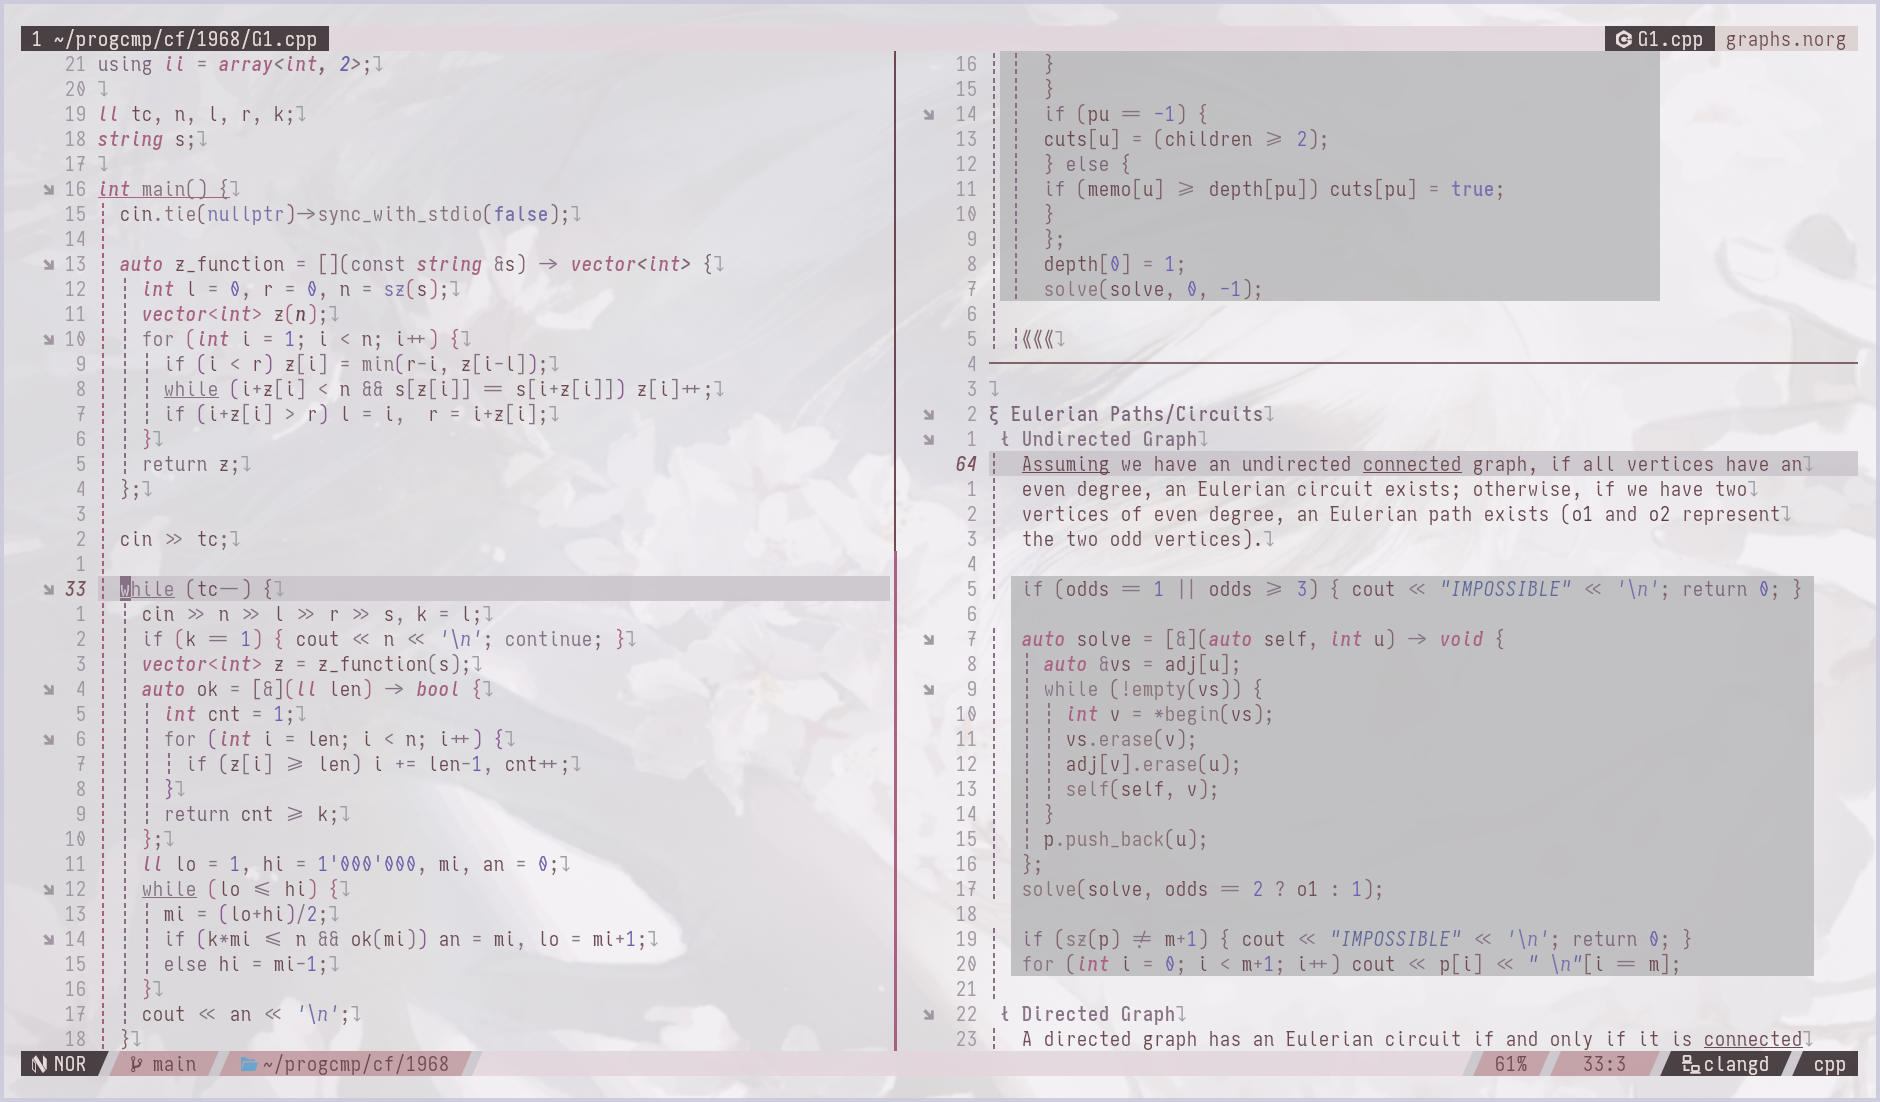 1 ~/progcmp/cf/1968/G1.cpp
G1.cpp graphs.norg
21 using ii = array<int, 2>;
20
19 ll tc, n, l, r, k;
18 string s;
17
16 int main() {
15 cin.tie(nullptr)->sync_with_stdio(false);
14
13 auto z_function = [](const string &s) -> vector<int> {
12 int l = 0, r = 0, n = sz(s);
11 vector<int> z(n);
10 for (int i = 1; i < n; i++) {
9 if (i < r) z[i] = min(r-i, z[i-l]);
8 while (i+z[i] < n && s[z[i]] == s[i+z[i]]) z[i]++;
7 if (i+z[i] > r) l = i,  r = i+z[i];
6 }
5 return z;
4 };
3
2 cin >> tc;
1
33 while (tc--) {
1 cin >> n >> l >> r >> s, k = l;
2 if (k == 1) { cout << n << '\n'; continue; }
3 vector<int> z = z_function(s);
4 auto ok = [&](ll len) -> bool {
5 int cnt = 1;
6 for (int i = len; i < n; i++) {
7 if (z[i] >= len) i += len-1, cnt++;
8 }
9 return cnt >= k;
10 };
11 ll lo = 1, hi = 1'000'000, mi, an = 0;
12 while (lo <= hi) {
13 mi = (lo+hi)/2;
14 if (k*mi <= n && ok(mi)) an = mi, lo = mi+1;
15 else hi = mi-1;
16 }
17 cout << an << '\n';
18 }
16 }
15 }
14 if (pu == -1) {
13 cuts[u] = (children >= 2);
12 } else {
11 if (memo[u] >= depth[pu]) cuts[pu] = true;
10 }
9 };
8 depth[0] = 1;
7 solve(solve, 0, -1);
6
5 ⟪⟪⟪
4
3
2 ξ Eulerian Paths/Circuits
1 ł Undirected Graph
64 Assuming we have an undirected connected graph, if all vertices have an
1 even degree, an Eulerian circuit exists; otherwise, if we have two
2 vertices of even degree, an Eulerian path exists (o1 and o2 represent
3 the two odd vertices).
4
5 if (odds == 1 || odds >= 3) { cout << "IMPOSSIBLE" << '\n'; return 0; }
6
7 auto solve = [&](auto self, int u) -> void {
8 auto &vs = adj[u];
9 while (!empty(vs)) {
10 int v = *begin(vs);
11 vs.erase(v);
12 adj[v].erase(u);
13 self(self, v);
14 }
15 p.push_back(u);
16 };
17 solve(solve, odds == 2 ? o1 : 1);
18
19 if (sz(p) != m+1) { cout << "IMPOSSIBLE" << '\n'; return 0; }
20 for (int i = 0; i < m+1; i++) cout << p[i] << " \n"[i == m];
21
22 ł Directed Graph
23 A directed graph has an Eulerian circuit if and only if it is connected
NOR main ~/progcmp/cf/1968 61% 33:3 clangd cpp